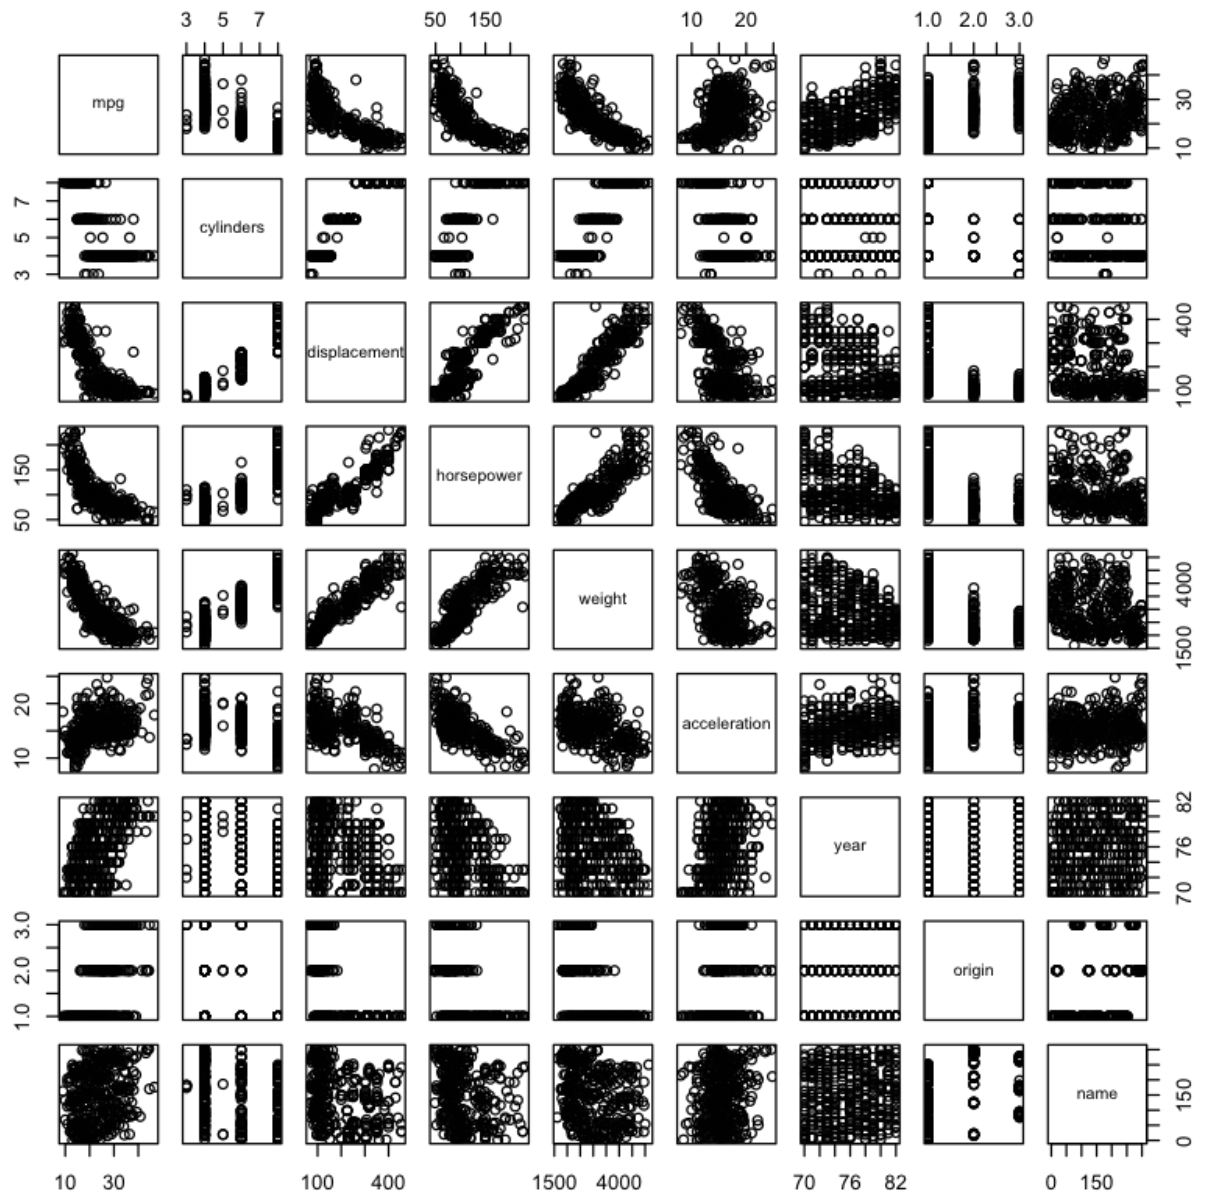 3 5 7 50 150 10 20 1.0 2.0 3.0
mpg 10 30
3 5 7 cylinders
displacement 100 400
50 150 horsepower
weight 1500 4000
10 20 acceleration
year 70 76 82
1.0 2.0 3.0 origin
name 0 150
10 30 100 400 1500 4000 70 76 82 0 150